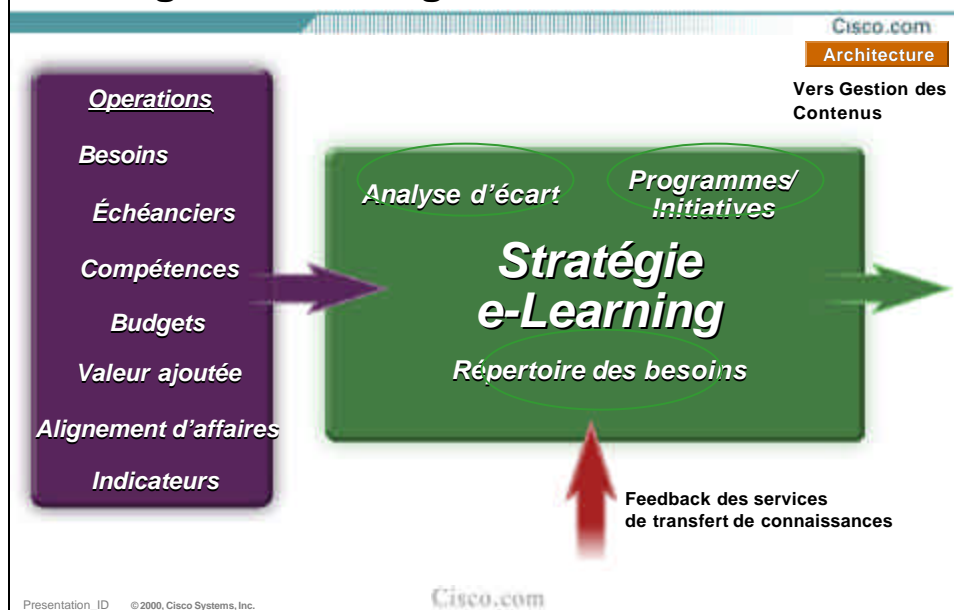 Cisco.com
Architecture
Vers Gestion des
Contenus
Operations
Besoins
Échéanciers
Compétences
Budgets
Valeur ajoutée
Alignement d’affaires
Indicateurs
Analyse d’écart
Programmes/
Initiatives
Stratégie
e-Learning
Répertoire des besoins
Feedback des services
de transfert de connaissances
Presentation_ID © 2000, Cisco Systems, Inc.
Cisco.com